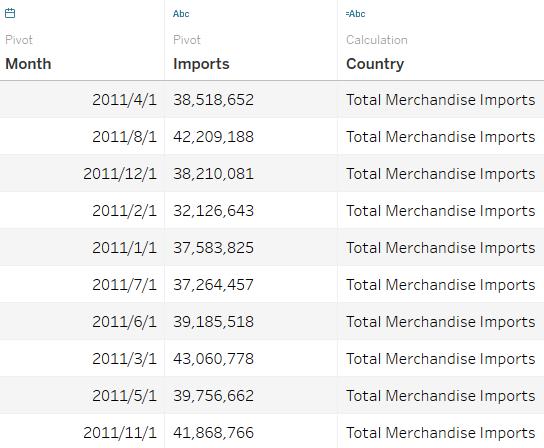 Abc =Abc
Pivot Pivot Calculation
Month Imports Country
2011/4/1 38,518,652 Total Merchandise Imports
2011/8/1 42,209,188 Total Merchandise Imports
2011/12/1 38,210,081 Total Merchandise Imports
2011/2/1 32,126,643 Total Merchandise Imports
2011/1/1 37,583,825 Total Merchandise Imports
2011/7/1 37,264,457 Total Merchandise Imports
2011/6/1 39,185,518 Total Merchandise Imports
2011/3/1 43,060,778 Total Merchandise Imports
2011/5/1 39,756,662 Total Merchandise Imports
2011/11/1 41,868,766 Total Merchandise Imports